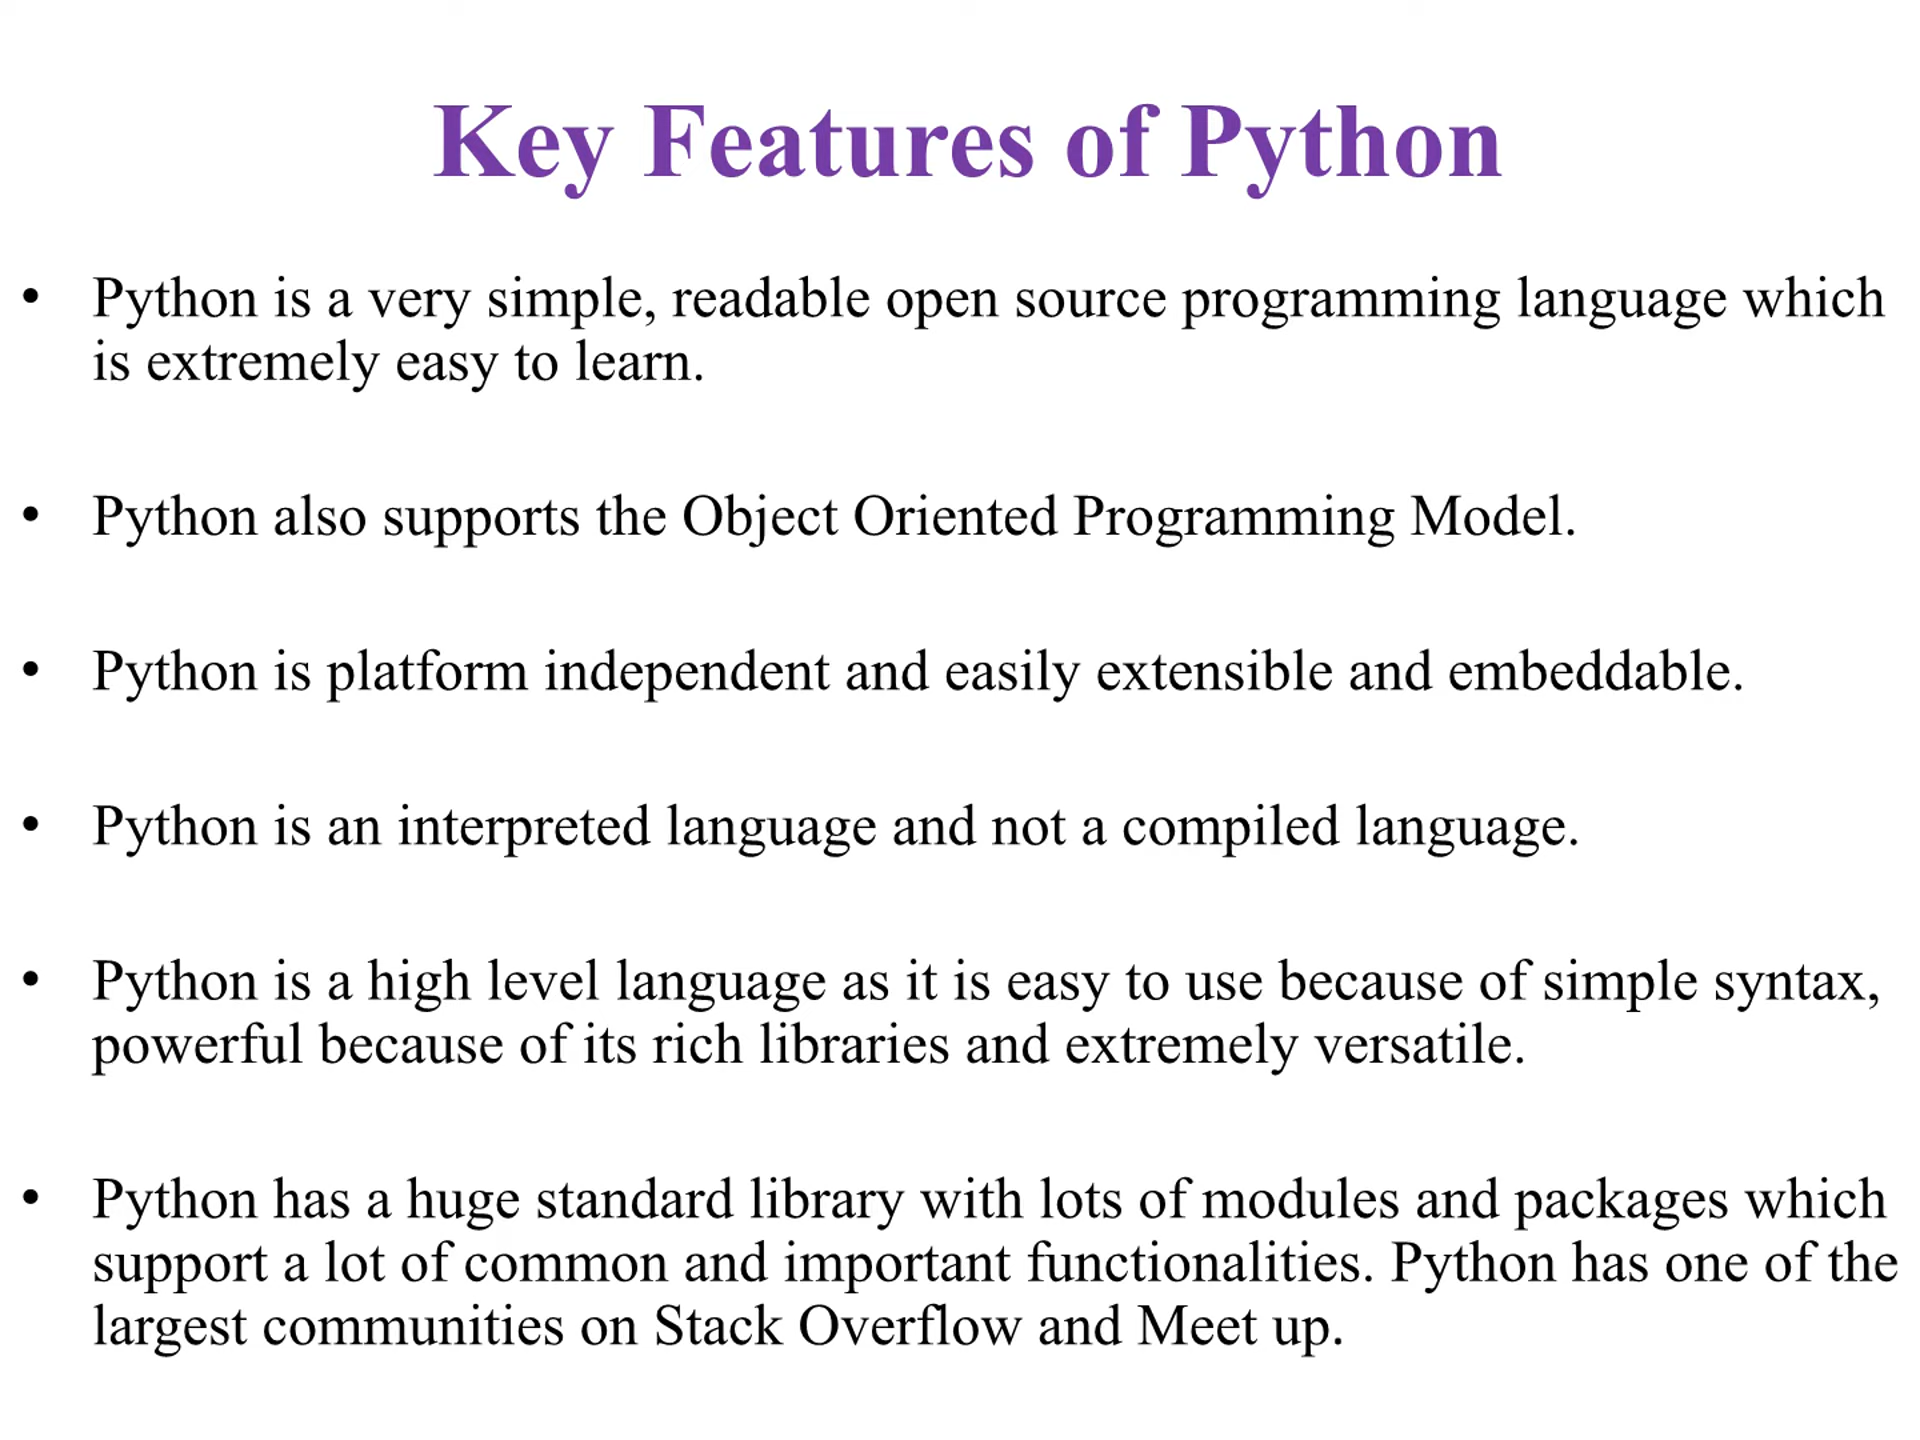 Key Features of Python
• Python is a very simple, readable open source programming language which
is extremely easy to learn.
• Python also supports the Object Oriented Programming Model.
• Python is platform independent and easily extensible and embeddable.
• Python is an interpreted language and not a compiled language.
• Python is a high level language as it is easy to use because of simple syntax,
powerful because of its rich libraries and extremely versatile.
• Python has a huge standard library with lots of modules and packages which
support a lot of common and important functionalities. Python has one of the
largest communities on Stack Overflow and Meet up.